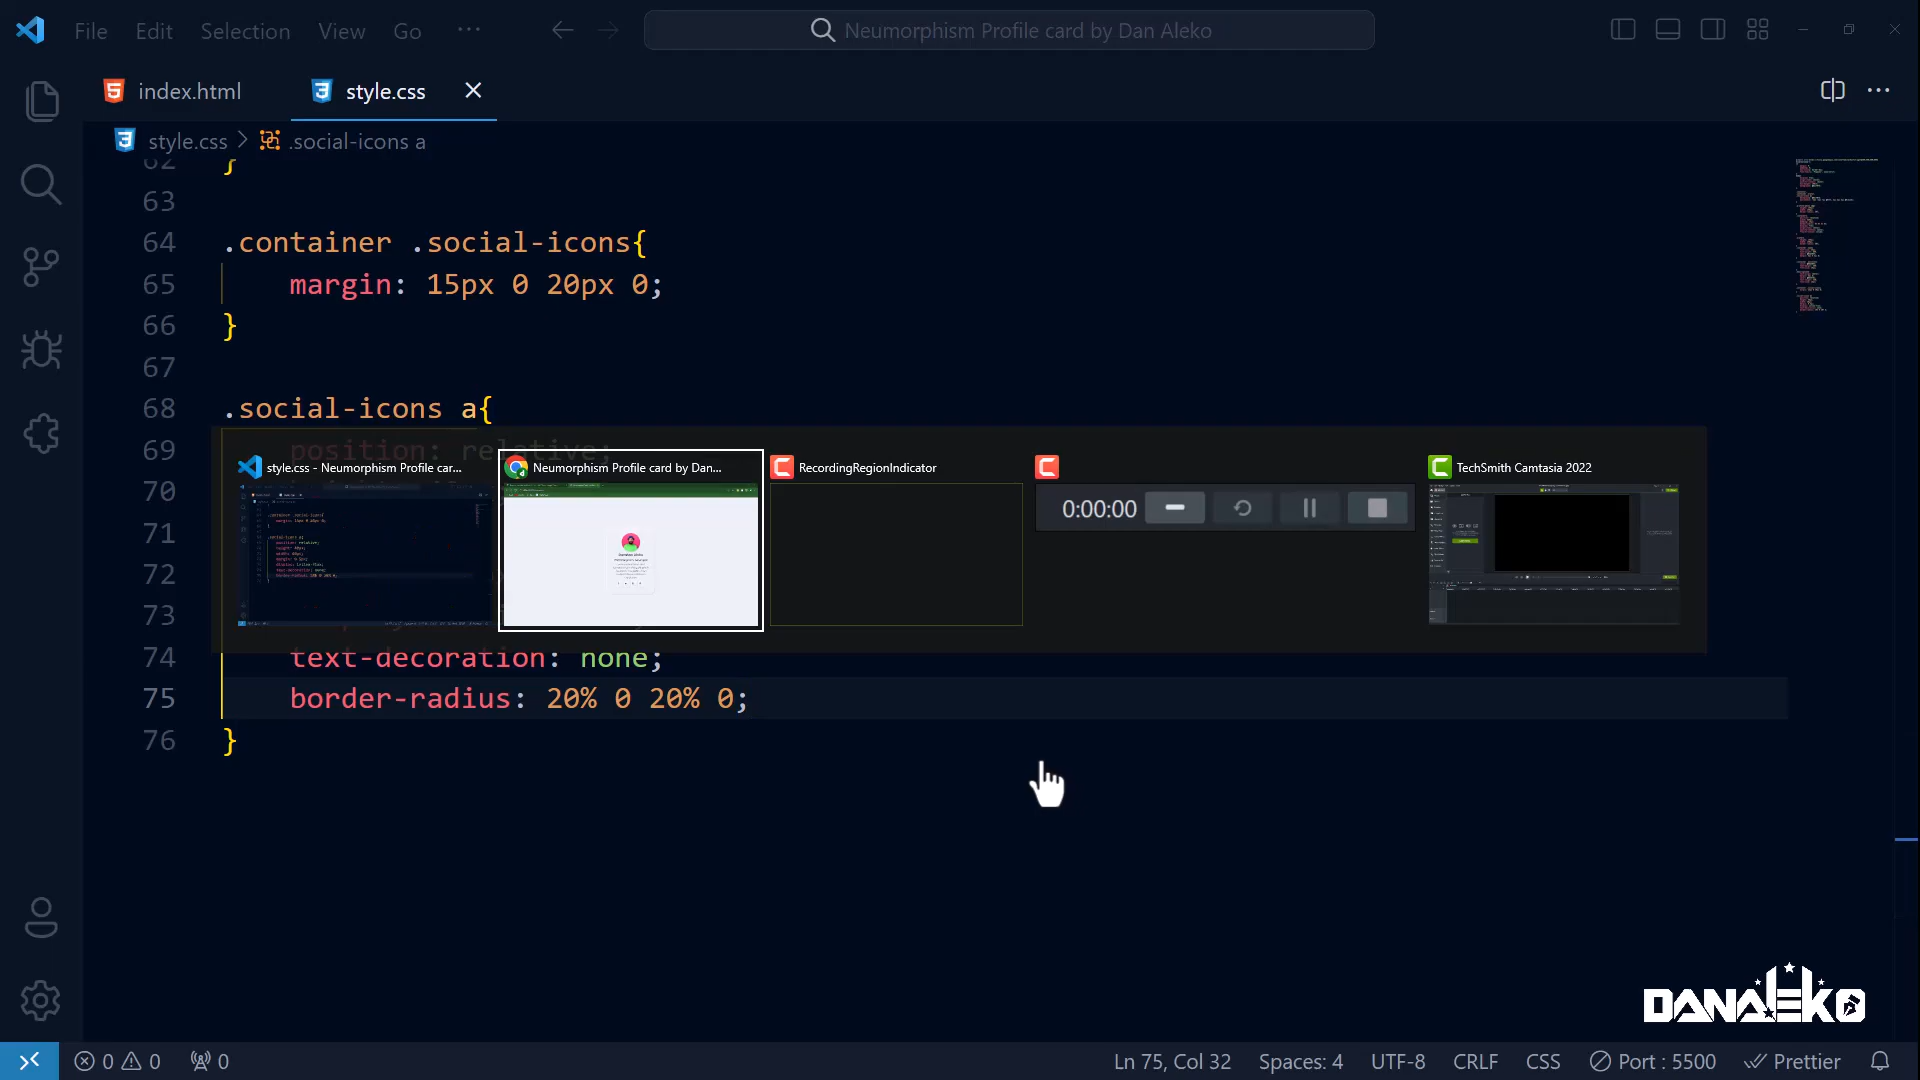 File Edit Selection View Go ···
Neumorphism Profile card by Dan Aleko
index.html
style.css
style.css > .social-icons a
62 }
63
64 .container .social-icons{
65 margin: 15px 0 20px 0;
66 }
67
68 .social-icons a{
69 position: relative;
70
71
72
73
74 text-decoration: none;
75 border-radius: 20% 0 20% 0;
76 }
style.css - Neumorphism Profile car...
Neumorphism Profile card by Dan...
RecordingRegionIndicator
0:00:00
TechSmith Camtasia 2022
DANALEKO
0 0 0
Ln 75, Col 32 Spaces: 4 UTF-8 CRLF CSS Port : 5500 Prettier